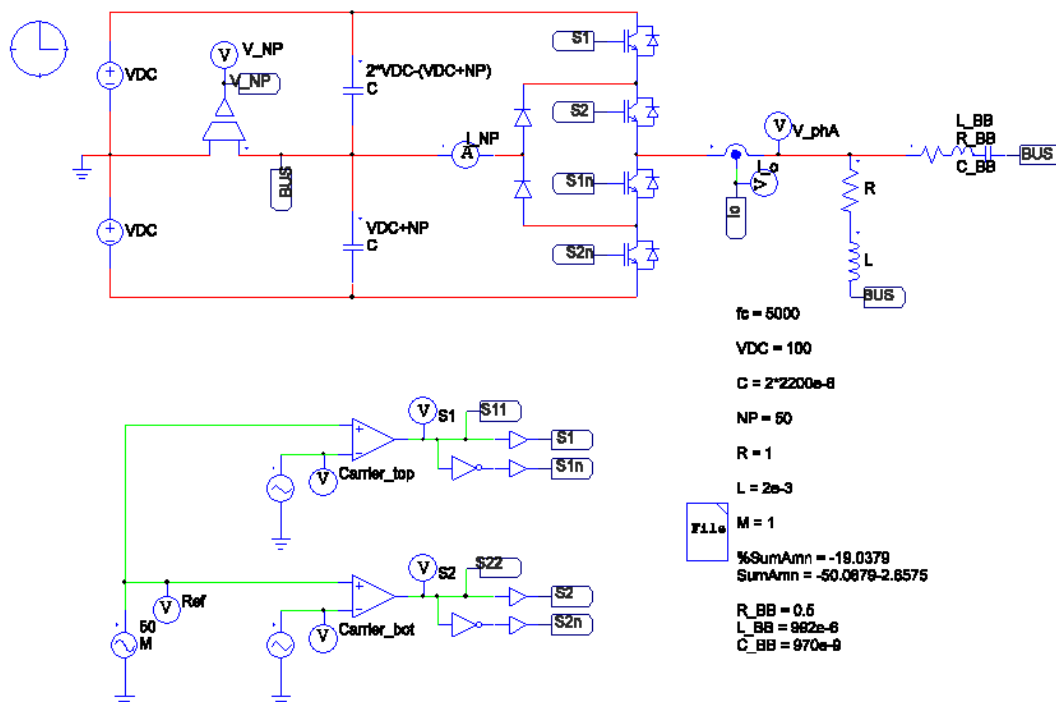 S1
V
V_NP
VDC
V_NP
2*VDC-(VDC+NP)
C
S2
I_NP
A
V
V_phA
L_BB
R_BB
C_BB
BUS
BUS
S1n
I_o
V
Io
R
VDC
VDC+NP
C
S2n
L
BUS
fc = 5000
VDC = 100
C = 2*2200e-6
NP = 50
R = 1
L = 2e-3
M = 1
%SumAmn = -19.0379
SumAmn = -50.0879-2.6575
R_BB = 0.5
L_BB = 992e-6
C_BB = 970e-9
File
V
S1
S11
S1
S1n
V
Carrier_top
V
S2
S22
S2
S2n
V
Ref
V
Carrier_bot
50
M